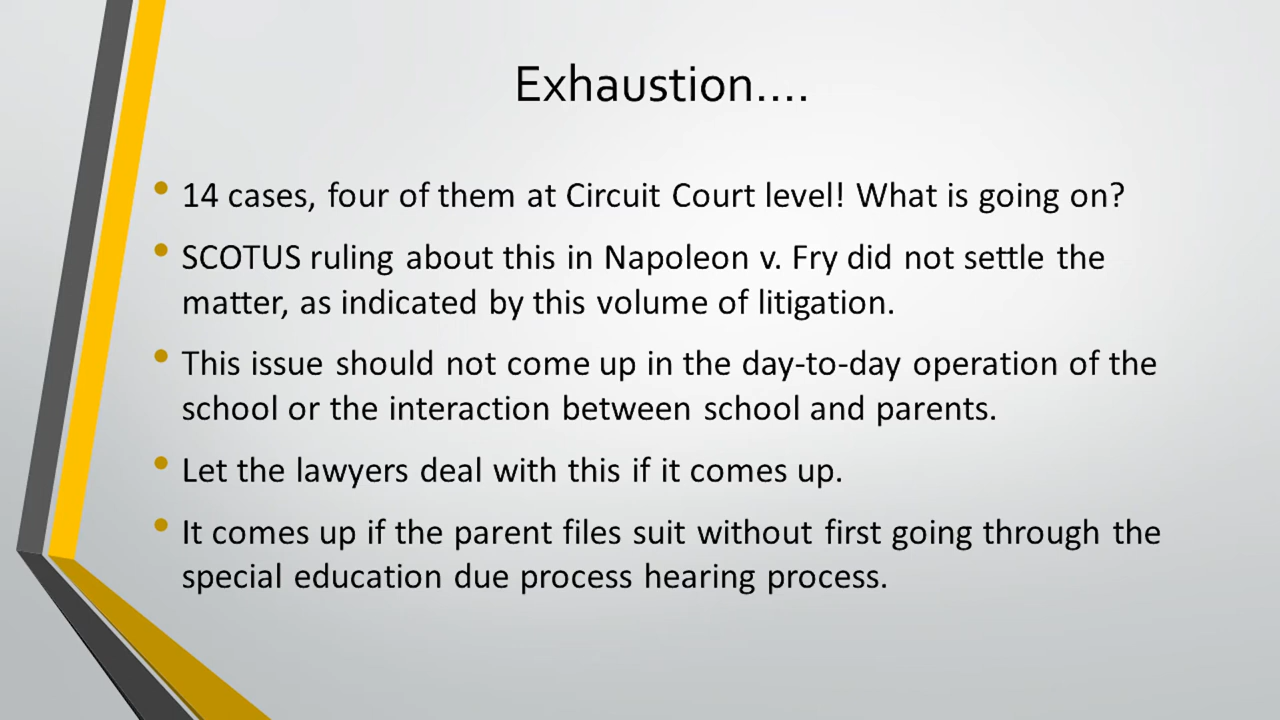 Exhaustion....
• 14 cases, four of them at Circuit Court level! What is going on?
• SCOTUS ruling about this in Napoleon v. Fry did not settle the
matter, as indicated by this volume of litigation.
• This issue should not come up in the day-to-day operation of the
school or the interaction between school and parents.
• Let the lawyers deal with this if it comes up.
• It comes up if the parent files suit without first going through the
special education due process hearing process.